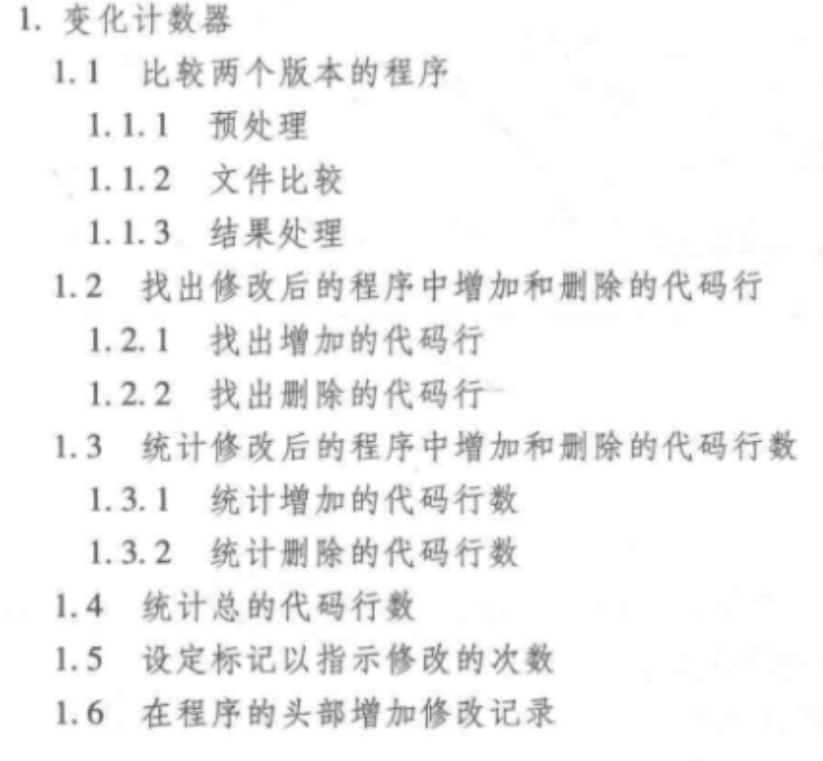 1. 变化计数器
1.1 比较两个版本的程序
1.1.1 预处理
1.1.2 文件比较
1.1.3 结果处理
1.2 找出修改后的程序中增加和删除的代码行
1.2.1 找出增加的代码行
1.2.2 找出删除的代码行
1.3 统计修改后的程序中增加和删除的代码行数
1.3.1 统计增加的代码行数
1.3.2 统计删除的代码行数
1.4 统计总的代码行数
1.5 设定标记以指示修改的次数
1.6 在程序的头部增加修改记录